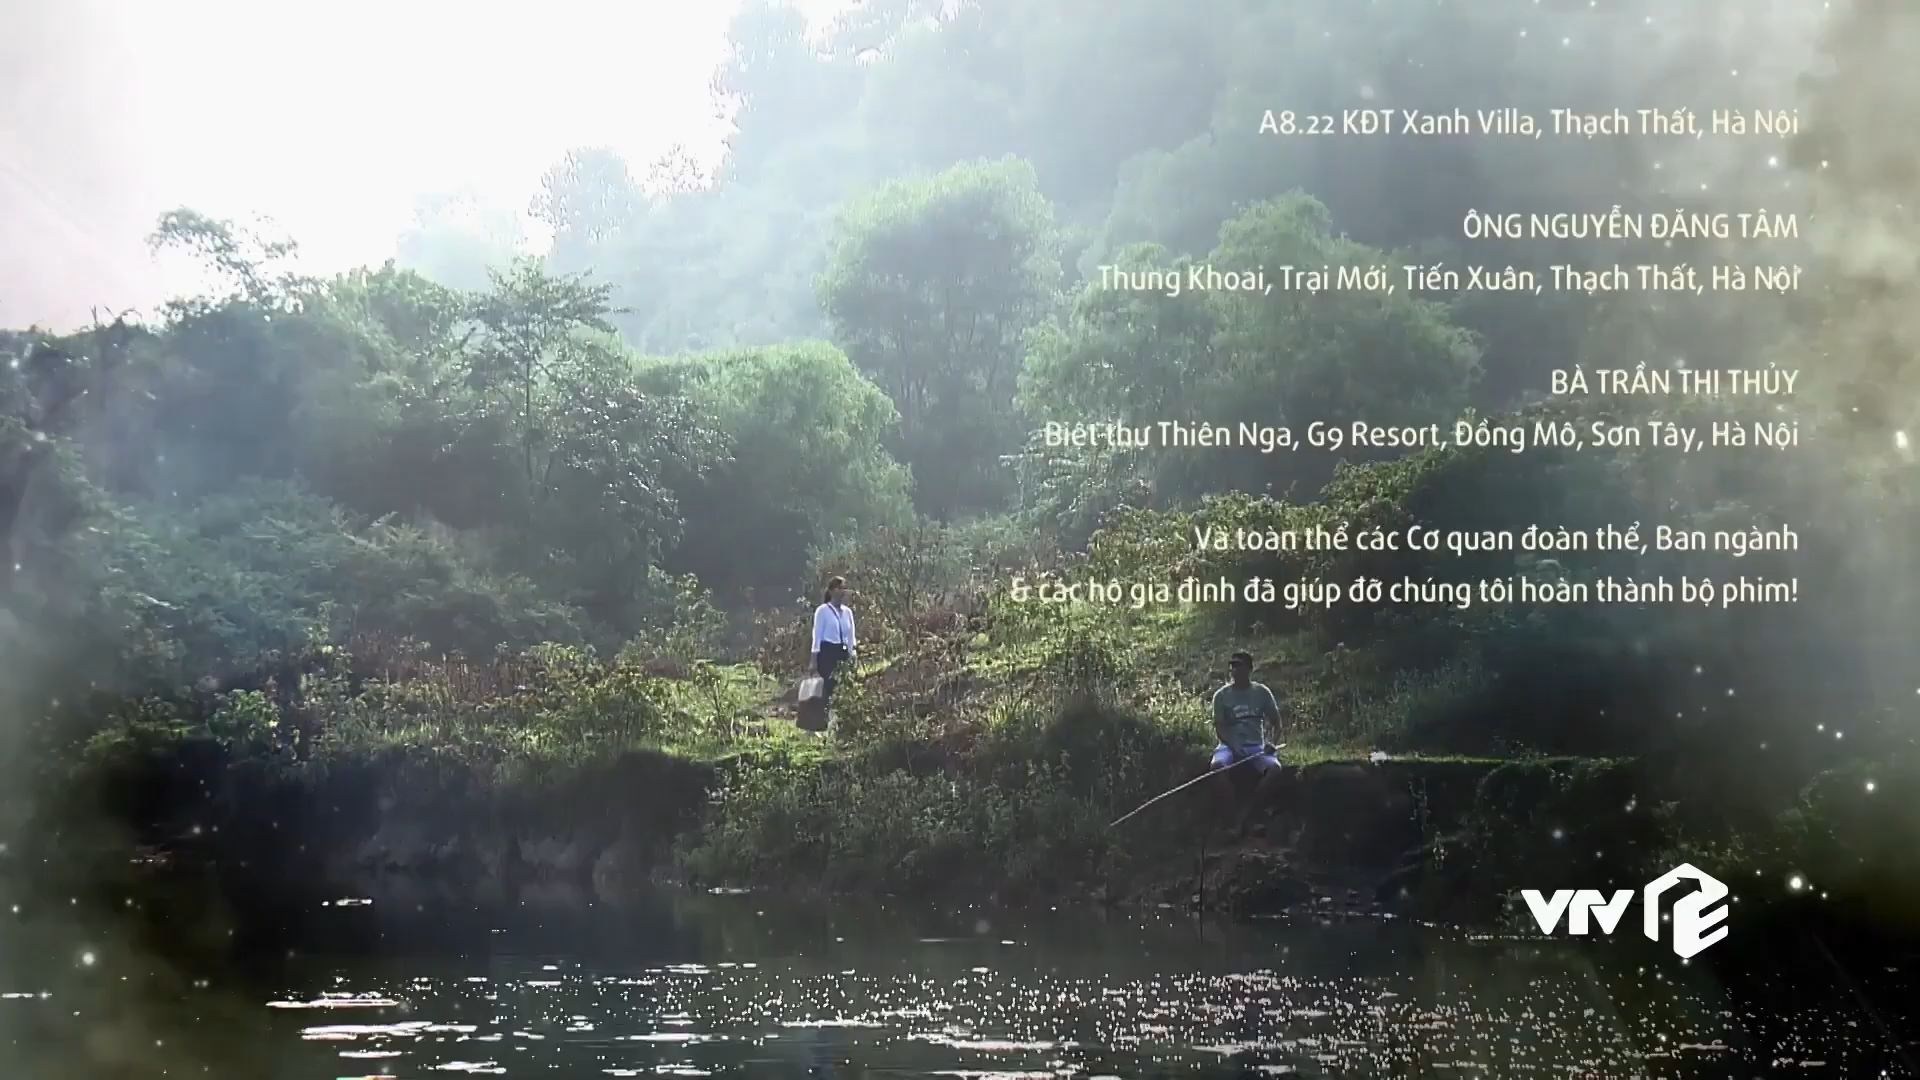 A8.22 KĐT Xanh Villa, Thạch Thất, Hà Nội
ÔNG NGUYỄN ĐĂNG TÂM
Thung Khoai, Trại Mới, Tiến Xuân, Thạch Thất, Hà Nội
BÀ TRẦN THỊ THỦY
Biệt thự Thiên Nga, G9 Resort, Đồng Mô, Sơn Tây, Hà Nội
Và toàn thể các Cơ quan đoàn thể, Ban ngành
& các hộ gia đình đã giúp đỡ chúng tôi hoàn thành bộ phim!
VTV